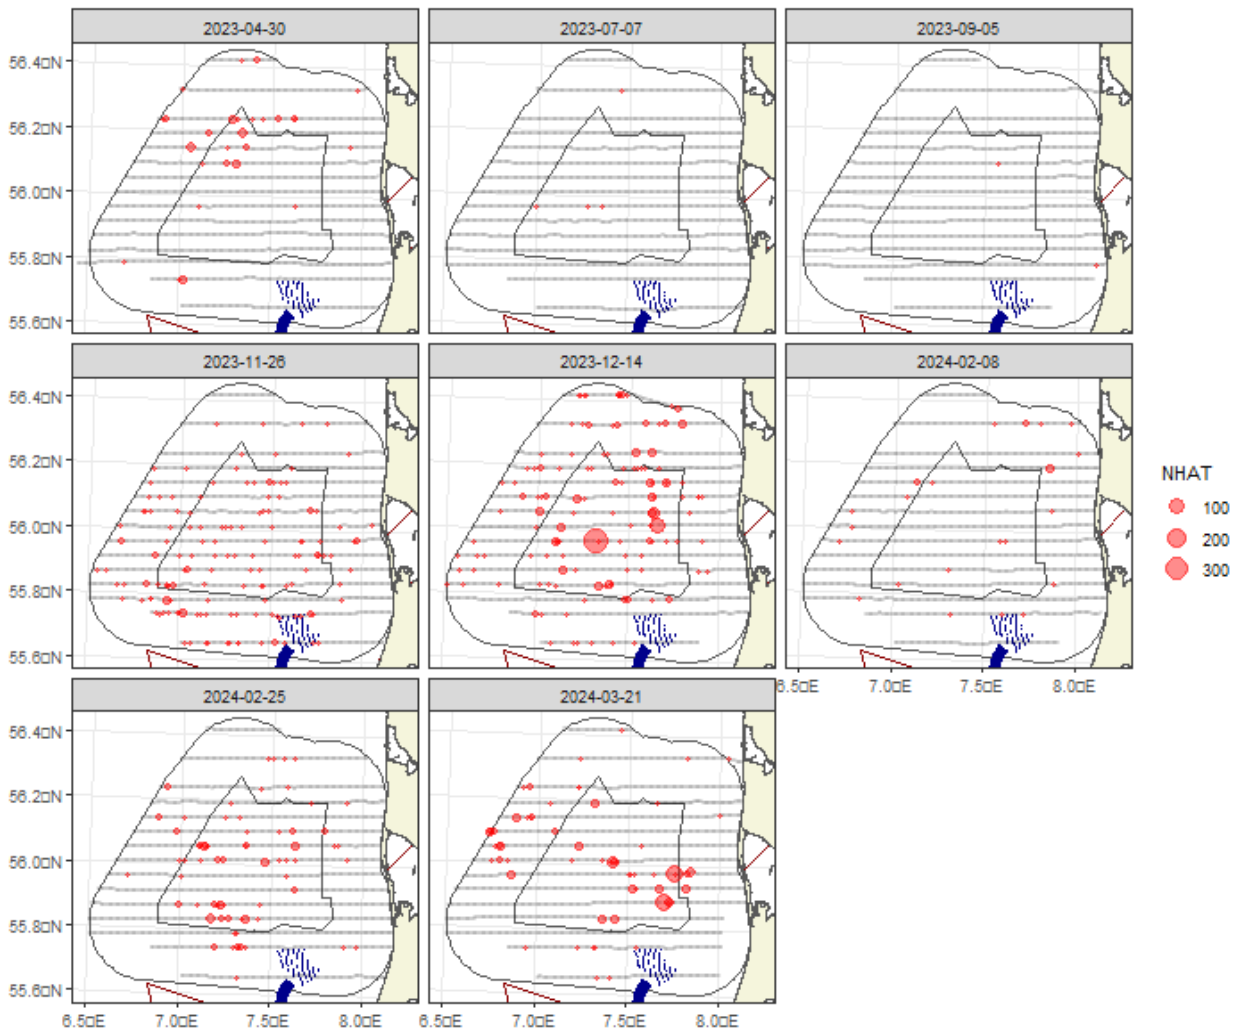 2023-04-30 2023-07-07 2023-09-05
56.4□N
56.2□N
56.0□N
55.8□N
55.6□N
2023-11-26 2023-12-14 2024-02-08
56.4□N
56.2□N
56.0□N
55.8□N
55.6□N
NHAT
100
200
300
6.5□E 7.0□E 7.5□E 8.0□E
2024-02-25 2024-03-21
56.4□N
56.2□N
56.0□N
55.8□N
55.6□N
6.5□E 7.0□E 7.5□E 8.0□E 6.5□E 7.0□E 7.5□E 8.0□E